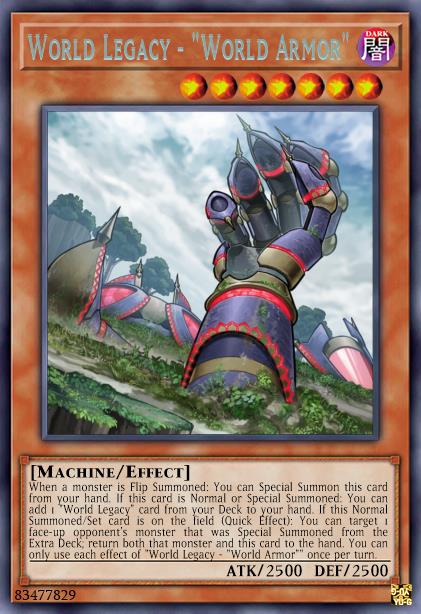 World Legacy - "World Armor"
DARK
闇
[Machine/Effect]
When a monster is Flip Summoned: You can Special Summon this card
from your hand. If this card is Normal or Special Summoned: You can
add 1 "World Legacy" card from your Deck to your hand. If this Normal
Summoned/Set card is on the field (Quick Effect): You can target 1
face-up opponent's monster that was Special Summoned from the
Extra Deck; return both that monster and this card to the hand. You can
only use each effect of "World Legacy - "World Armor"" once per turn.
ATK/2500 DEF/2500
83477829